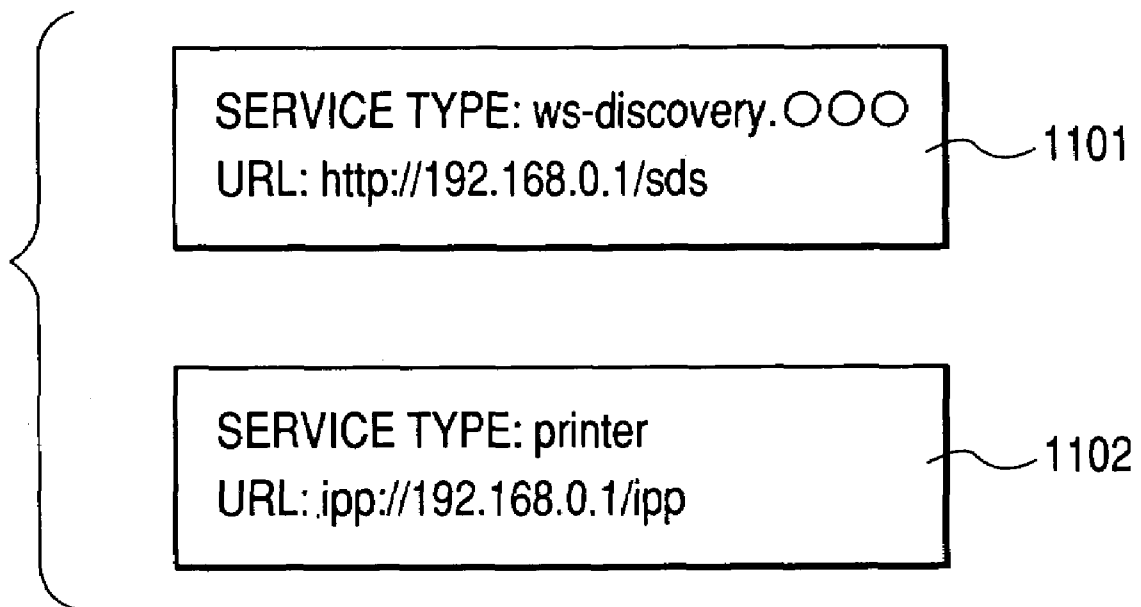 SERVICE TYPE: ws-discovery.○○○
URL: http://192.168.0.1/sds
1101
SERVICE TYPE: printer
URL: ipp://192.168.0.1/ipp
1102